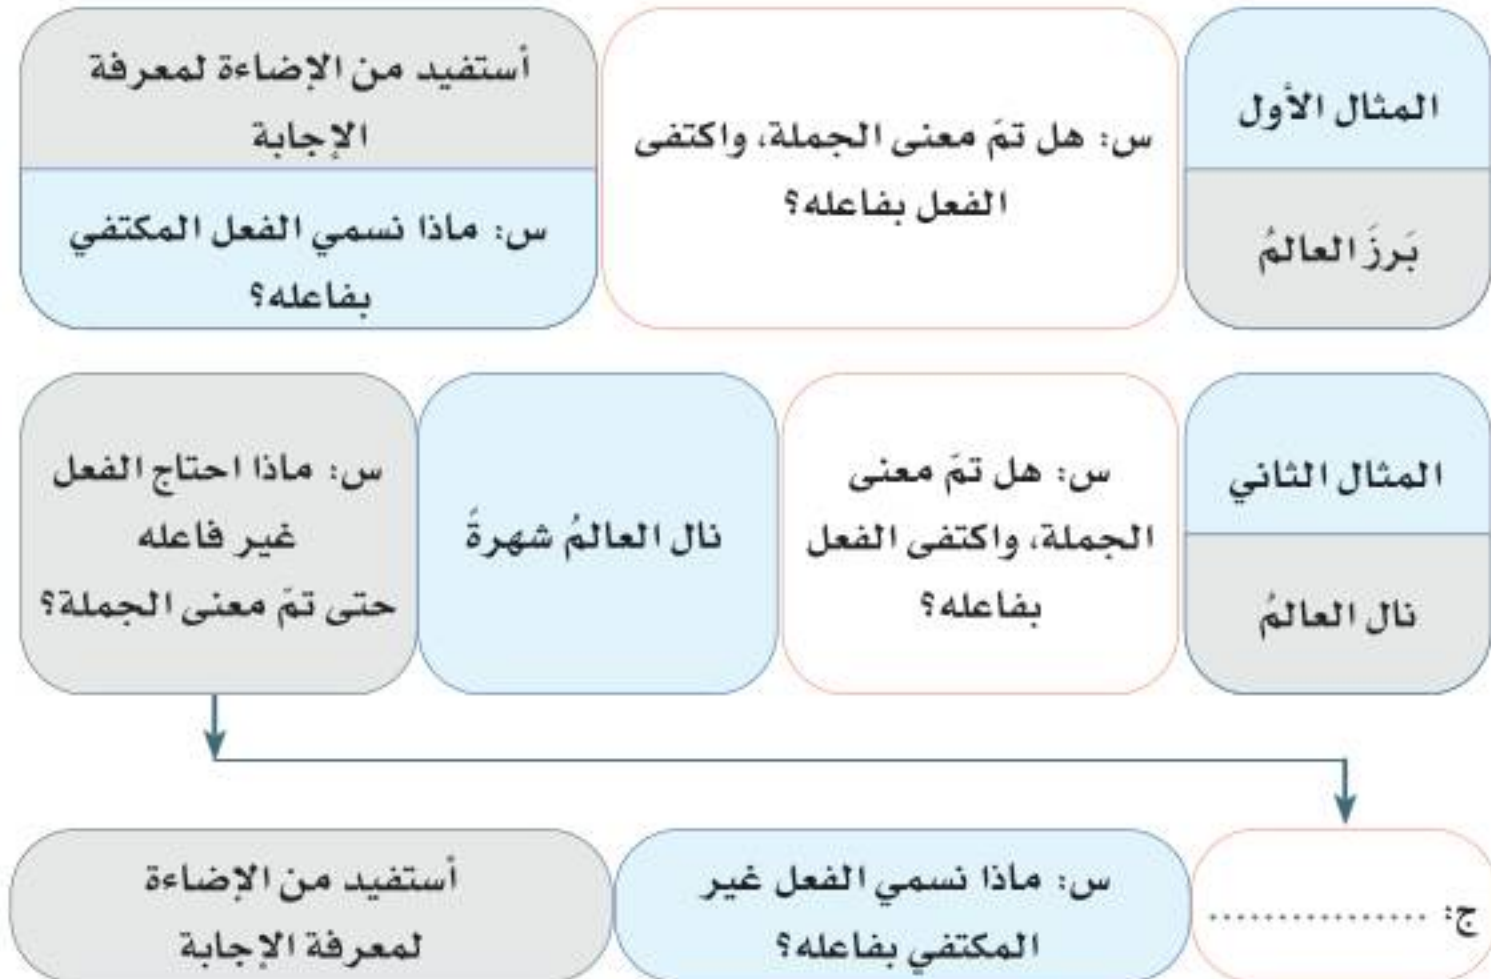 المثال الأول
بَرزَ العالمُ
س: هل تمّ معنى الجملة، واكتفى
الفعل بفاعله؟
أستفيد من الإضاءة لمعرفة
الإجابة
س: ماذا نسمي الفعل المكتفي
بفاعله؟
المثال الثاني
نال العالمُ
س: هل تمّ معنى
الجملة، واكتفى الفعل
بفاعله؟
نال العالمُ شهرةً
س: ماذا احتاج الفعل
غير فاعله
حتى تمّ معنى الجملة؟
ج: ................
س: ماذا نسمي الفعل غير
المكتفي بفاعله؟
أستفيد من الإضاءة
لمعرفة الإجابة